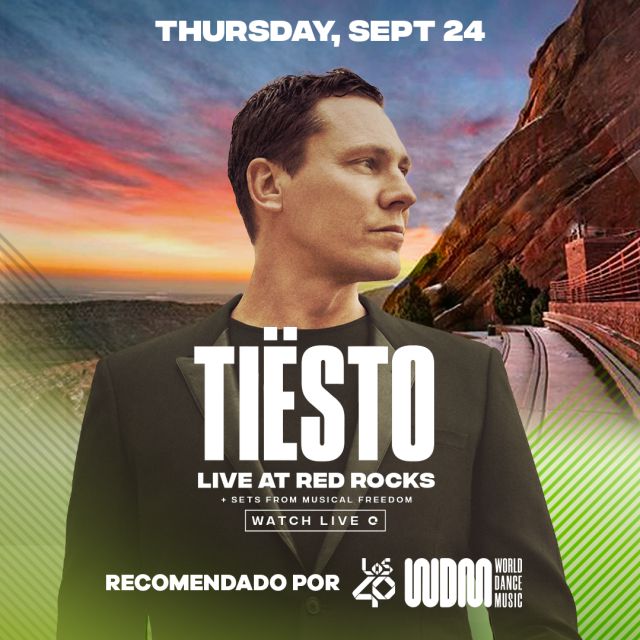 THURSDAY, SEPT 24
TIËSTO
LIVE AT RED ROCKS
+ SETS FROM MUSICAL FREEDOM
WATCH LIVE
RECOMENDADO POR LOS 40 WDM WORLD DANCE MUSIC